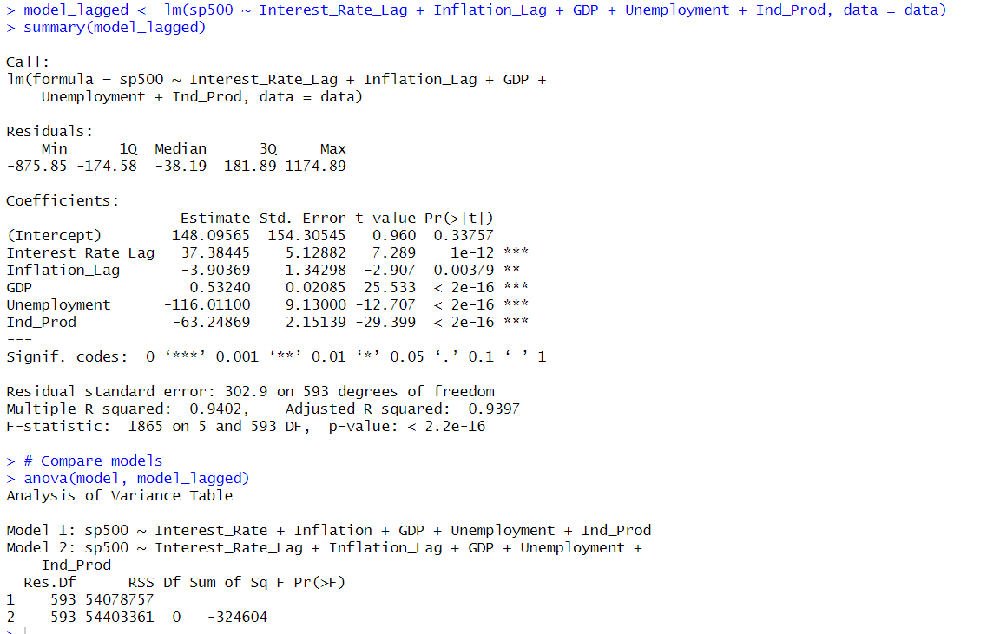 > model_lagged <- lm(sp500 ~ Interest_Rate_Lag + Inflation_Lag + GDP + Unemployment + Ind_Prod, data = data)
> summary(model_lagged)
Call:
lm(formula = sp500 ~ Interest_Rate_Lag + Inflation_Lag + GDP +
    Unemployment + Ind_Prod, data = data)
Residuals:
    Min      1Q  Median      3Q     Max
-875.85 -174.58  -38.19  181.89 1174.89
Coefficients:
                    Estimate Std. Error t value Pr(>|t|)
(Intercept)        148.09565  154.30545   0.960  0.33757
Interest_Rate_Lag   37.38445    5.12882   7.289    1e-12 ***
Inflation_Lag       -3.90369    1.34298  -2.907  0.00379 **
GDP                  0.53240    0.02085  25.533  < 2e-16 ***
Unemployment      -116.01100    9.13000 -12.707  < 2e-16 ***
Ind_Prod           -63.24869    2.15139 -29.399  < 2e-16 ***
---
Signif. codes:  0 ‘***’ 0.001 ‘**’ 0.01 ‘*’ 0.05 ‘.’ 0.1 ‘ ’ 1
Residual standard error: 302.9 on 593 degrees of freedom
Multiple R-squared:  0.9402,    Adjusted R-squared:  0.9397
F-statistic:  1865 on 5 and 593 DF,  p-value: < 2.2e-16
> # Compare models
> anova(model, model_lagged)
Analysis of Variance Table
Model 1: sp500 ~ Interest_Rate + Inflation + GDP + Unemployment + Ind_Prod
Model 2: sp500 ~ Interest_Rate_Lag + Inflation_Lag + GDP + Unemployment +
    Ind_Prod
  Res.Df      RSS Df Sum of Sq F Pr(>F)
1    593 54078757
2    593 54403361  0   -324604
>